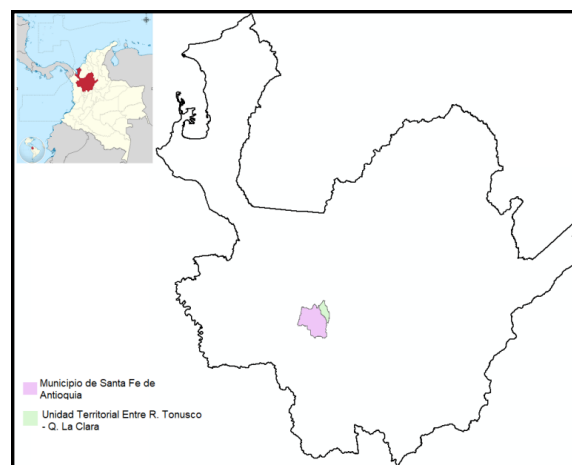 Municipio de Santa Fe de
Antioquia
Unidad Territorial Entre R. Tonusco
- Q. La Clara